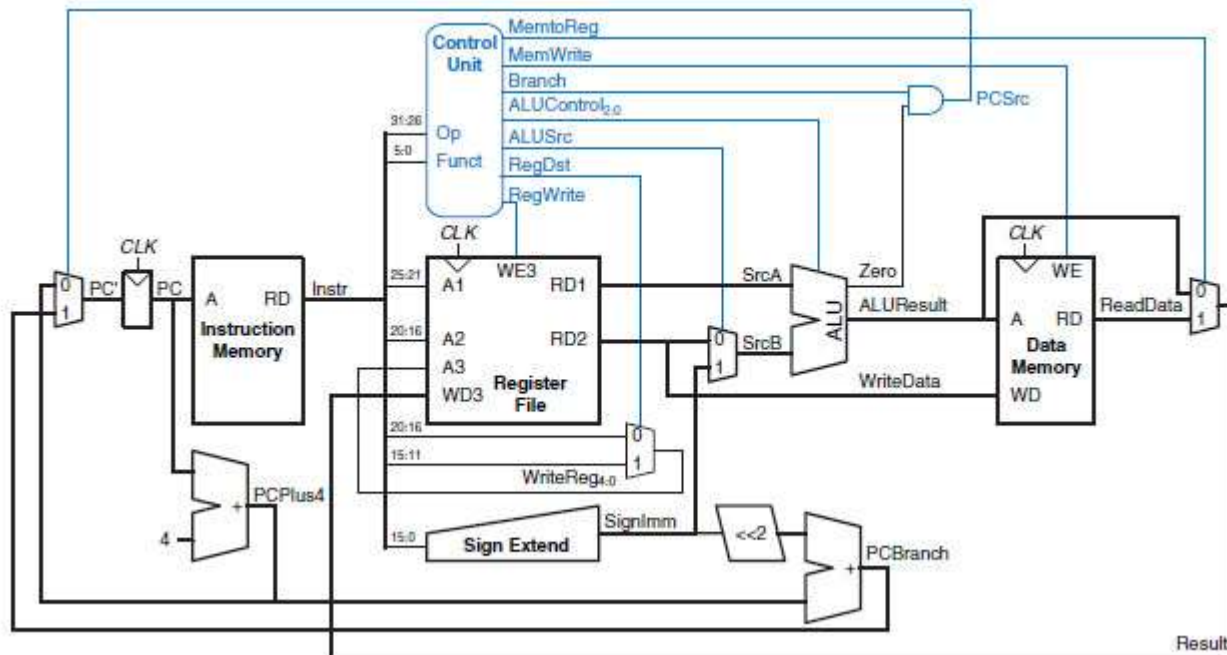 MemtoReg
Control
Unit
MemWrite
Branch
ALUControl2:0
PCSrc
31:26
Op
ALUSrc
5:0
Funct
RegDst
RegWrite
CLK
CLK
CLK
0
1
PC'
PC
A
RD
Instr
Instruction
Memory
25:21
A1
WE3
RD1
SrcA
Zero
WE
20:16
A2
RD2
0
1
SrcB
ALU
ALUResult
A
RD
ReadData
0
1
A3
Data
Memory
WD3
Register
File
WriteData
WD
20:16
0
15:11
1
WriteReg4:0
PCPlus4
+
4
SignImm
15:0
Sign Extend
<<2
+
PCBranch
Result